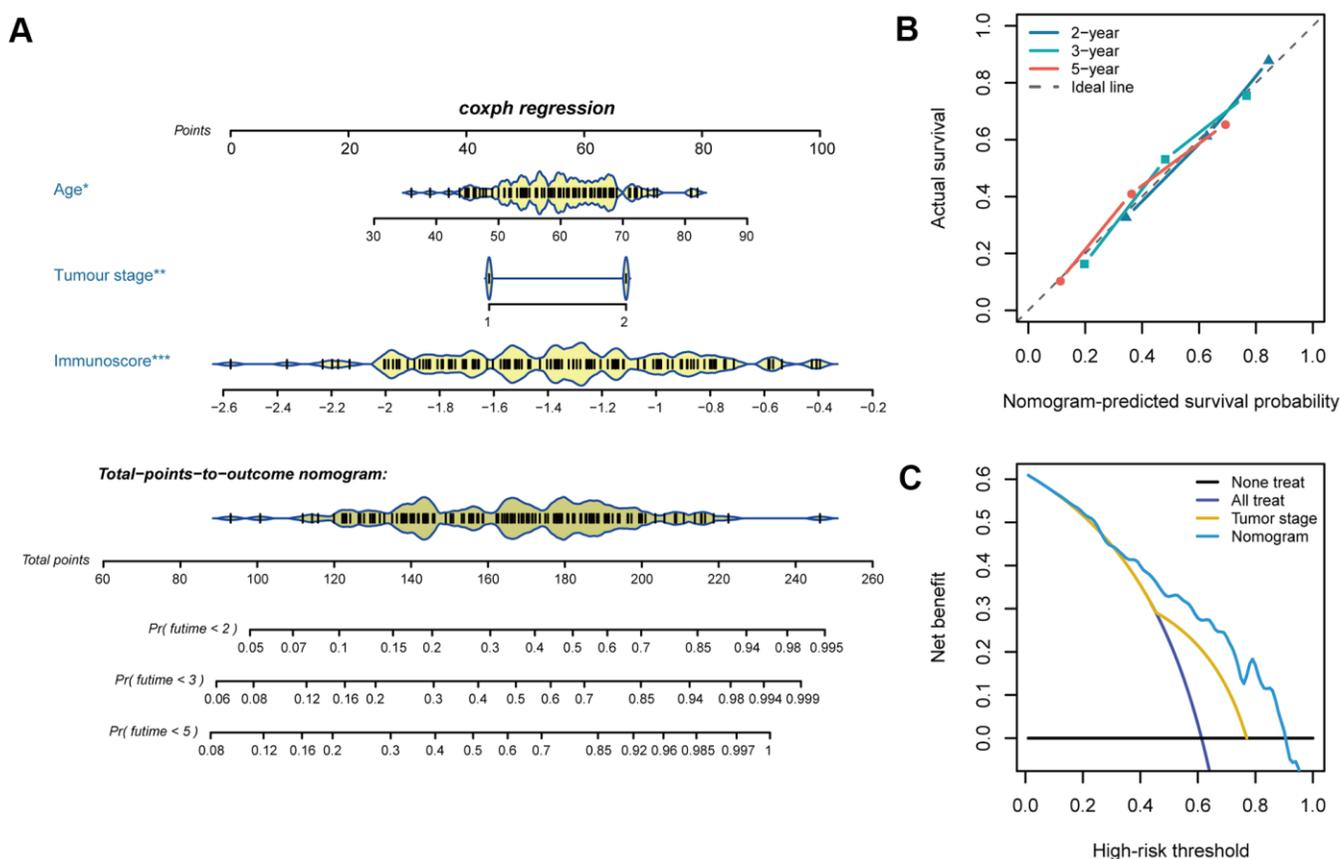 A
coxph regression
Points
0 20 40 60 80 100
Age*
30 40 50 60 70 80 90
Tumour stage**
1 2
Immunoscore***
−2.6 −2.4 −2.2 −2 −1.8 −1.6 −1.4 −1.2 −1 −0.8 −0.6 −0.4 −0.2
Total−points−to−outcome nomogram:
Total points
60 80 100 120 140 160 180 200 220 240 260
Pr( futime < 2 )
0.05 0.07 0.1 0.15 0.2 0.3 0.4 0.5 0.6 0.7 0.85 0.94 0.98 0.995
Pr( futime < 3 )
0.06 0.08 0.12 0.16 0.2 0.3 0.4 0.5 0.6 0.7 0.85 0.94 0.98 0.994 0.999
Pr( futime < 5 )
0.08 0.12 0.16 0.2 0.3 0.4 0.5 0.6 0.7 0.85 0.92 0.96 0.985 0.997 1
B
2−year
3−year
5−year
Ideal line
Actual survival
1.0
0.8
0.6
0.4
0.2
0.0
0.0 0.2 0.4 0.6 0.8 1.0
Nomogram−predicted survival probability
C
None treat
All treat
Tumor stage
Nomogram
Net benefit
0.6
0.5
0.4
0.3
0.2
0.1
0.0
0.0 0.2 0.4 0.6 0.8 1.0
High−risk threshold